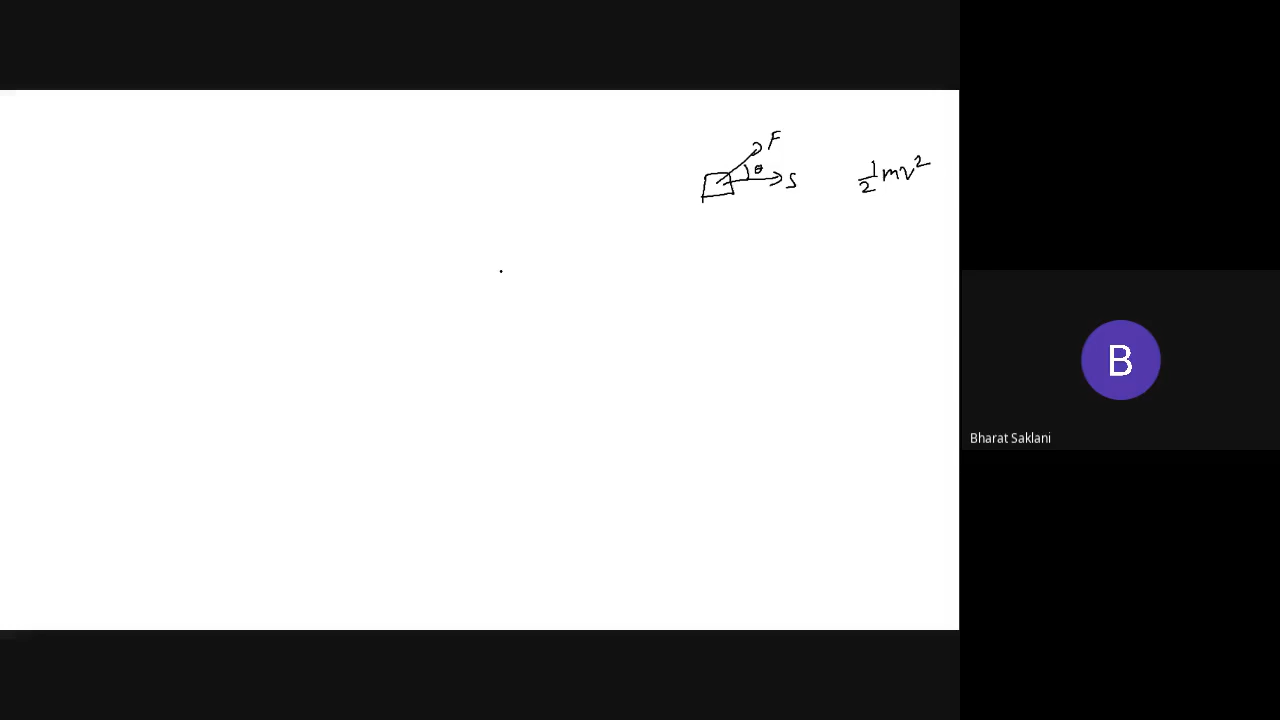 F
θ
S
1/2 mv²
B
Bharat Saklani